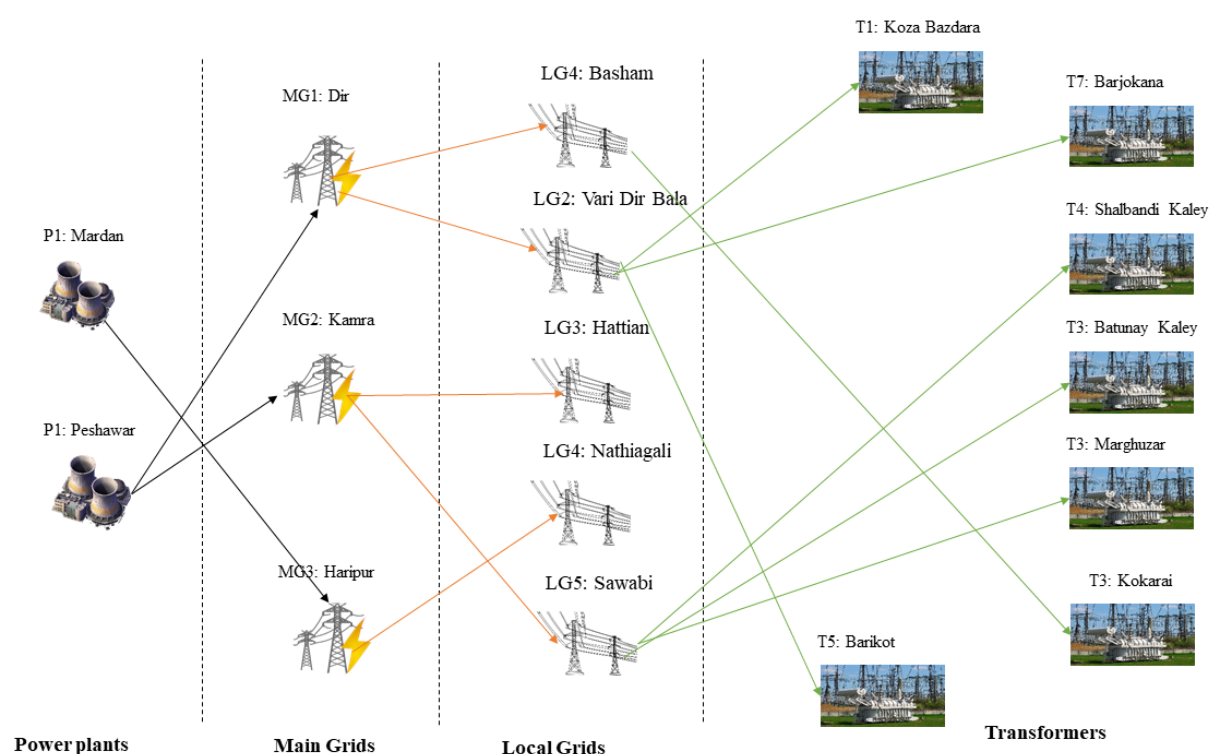 P1: Mardan
P1: Peshawar
Power plants
MG1: Dir
MG2: Kamra
MG3: Haripur
Main Grids
LG4: Basham
LG2: Vari Dir Bala
LG3: Hattian
LG4: Nathiagali
LG5: Sawabi
Local Grids
T1: Koza Bazdara
T7: Barjokana
T4: Shalbandi Kaley
T3: Batunay Kaley
T3: Marghuzar
T3: Kokarai
T5: Barikot
Transformers